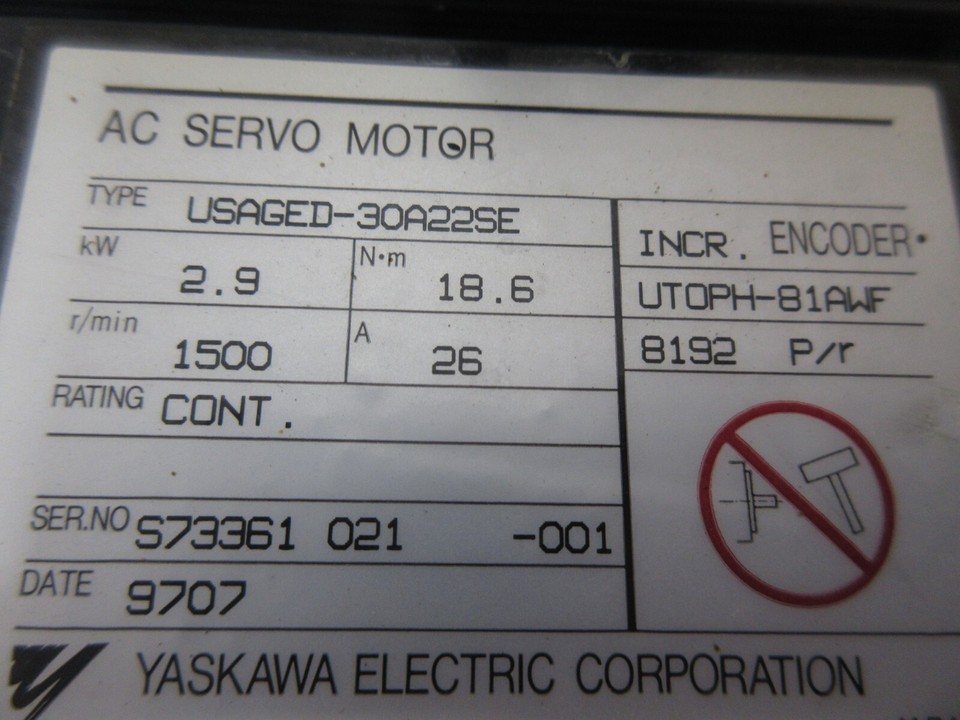 AC SERVO MOTOR
TYPE USAGED-30A22SE
kW 2.9 N·m 18.6
r/min 1500 A 26
RATING CONT.
SER.NO S73361 021 -001
DATE 9707
INCR. ENCODER
UTOPH-81AWF
8192 P/r
YASKAWA ELECTRIC CORPORATION